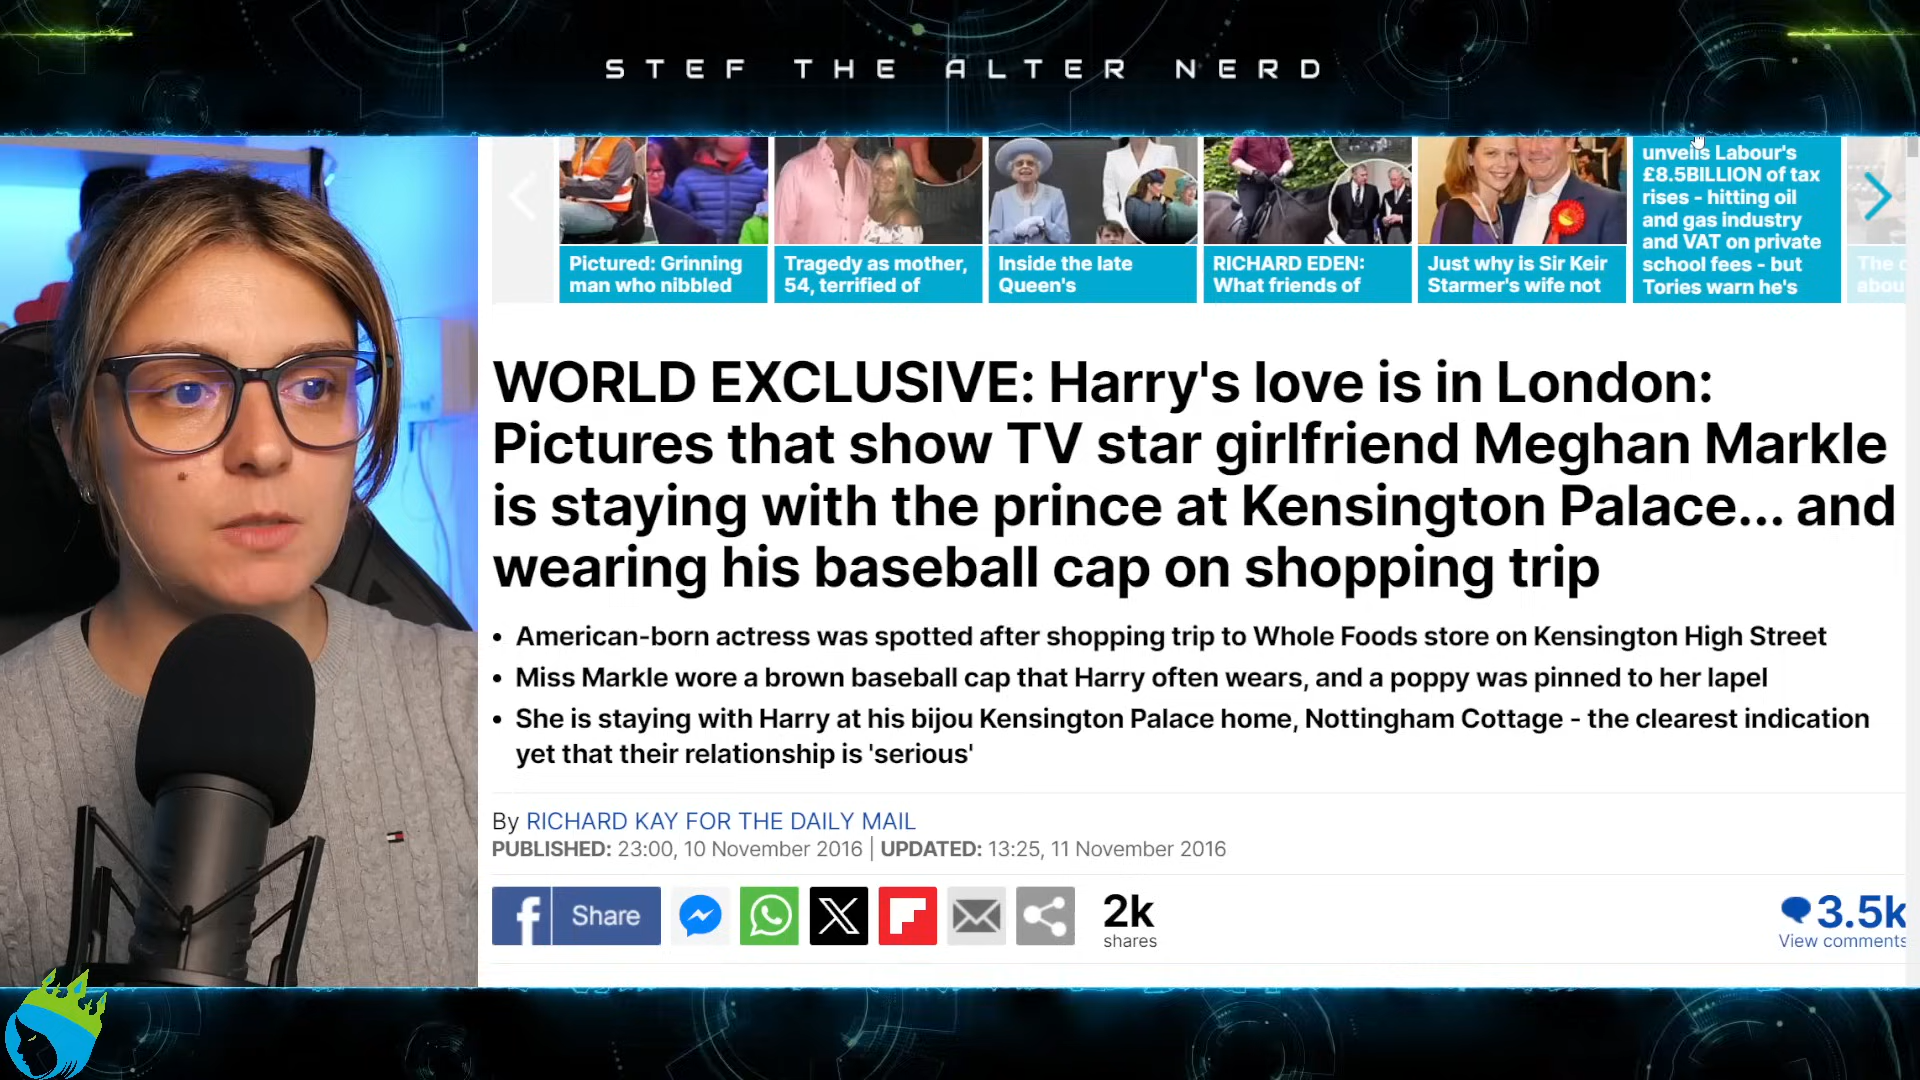 STEF THE ALTER NERD
Pictured: Grinning
man who nibbled
Tragedy as mother,
54, terrified of
Inside the late
Queen's
RICHARD EDEN:
What friends of
Just why is Sir Keir
Starmer's wife not
unveils Labour's
£8.5BILLION of tax
rises - hitting oil
and gas industry
and VAT on private
school fees - but
Tories warn he's
WORLD EXCLUSIVE: Harry's love is in London:
Pictures that show TV star girlfriend Meghan Markle
is staying with the prince at Kensington Palace... and
wearing his baseball cap on shopping trip
• American-born actress was spotted after shopping trip to Whole Foods store on Kensington High Street
• Miss Markle wore a brown baseball cap that Harry often wears, and a poppy was pinned to her lapel
• She is staying with Harry at his bijou Kensington Palace home, Nottingham Cottage - the clearest indication
yet that their relationship is 'serious'
By RICHARD KAY FOR THE DAILY MAIL
PUBLISHED: 23:00, 10 November 2016 | UPDATED: 13:25, 11 November 2016
Share
2k
shares
3.5k
View comments